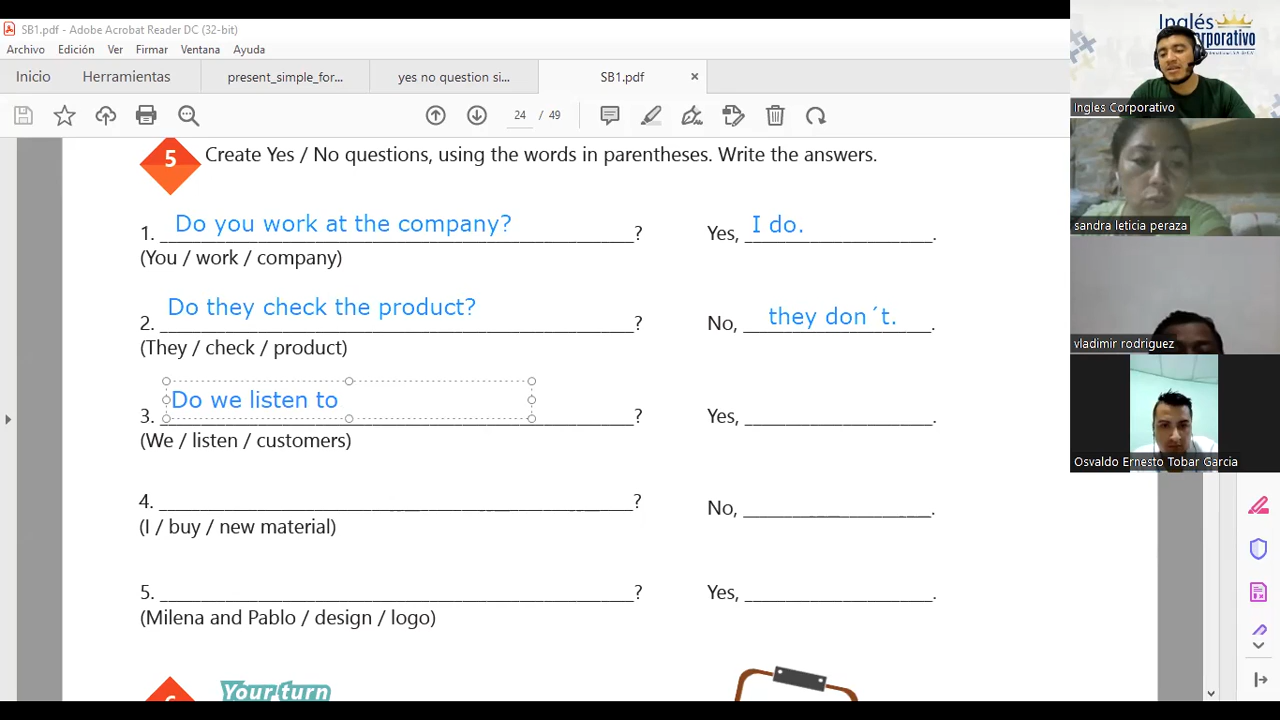 SB1.pdf - Adobe Acrobat Reader DC (32-bit)
Archivo Edición Ver Firmar Ventana Ayuda
Inicio Herramientas present_simple_for... yes no question si... SB1.pdf ×
24 / 49
Inglés
Corporativo
Ingles Corporativo
sandra leticia peraza
vladimir rodriguez
Osvaldo Ernesto Tobar Garcia
5 Create Yes / No questions, using the words in parentheses. Write the answers.
1. Do you work at the company? ? Yes, I do. .
(You / work / company)
2. Do they check the product? ? No, they don´t. .
(They / check / product)
3. Do we listen to ? Yes, .
(We / listen / customers)
4. ? No, .
(I / buy / new material)
5. ? Yes, .
(Milena and Pablo / design / logo)
Your turn